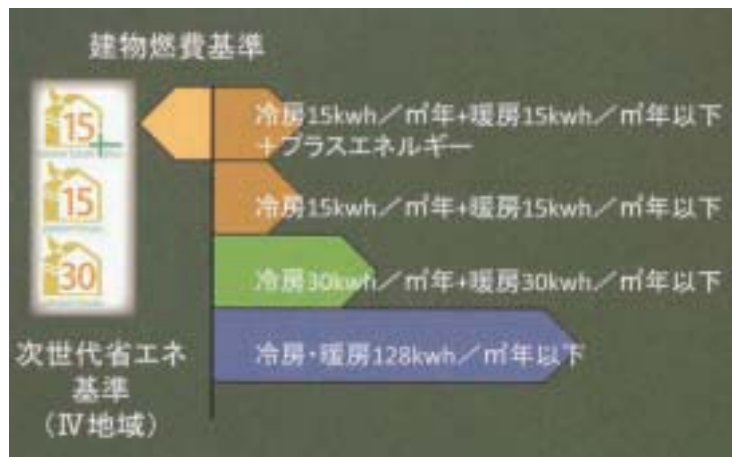 建物燃費基準
15+
冷房15kwh／㎡年+暖房15kwh／㎡年以下
＋プラスエネルギー
15
冷房15kwh／㎡年+暖房15kwh／㎡年以下
30
冷房30kwh／㎡年+暖房30kwh／㎡年以下
次世代省エネ
基準
（Ⅳ地域）
冷房・暖房128kwh／㎡年以下